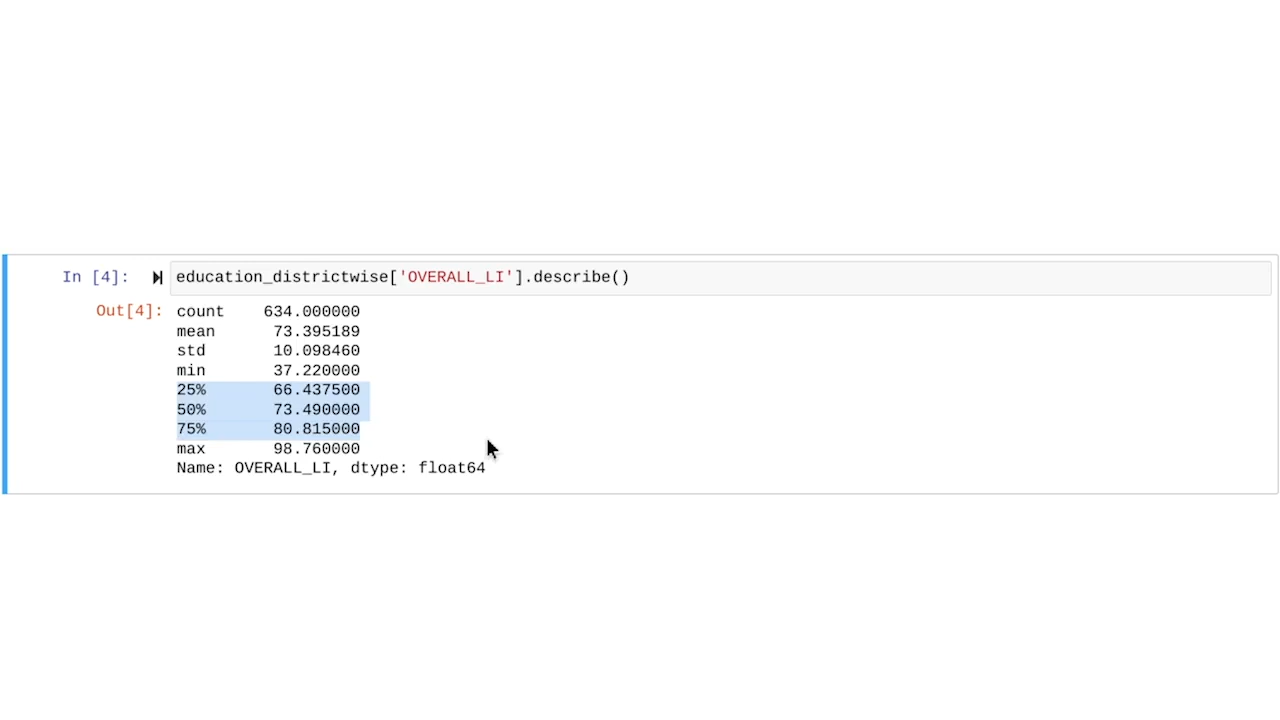 In [4]: education_districtwise['OVERALL_LI'].describe()
Out[4]: count 634.000000
mean 73.395189
std 10.098460
min 37.220000
25% 66.437500
50% 73.490000
75% 80.815000
max 98.760000
Name: OVERALL_LI, dtype: float64